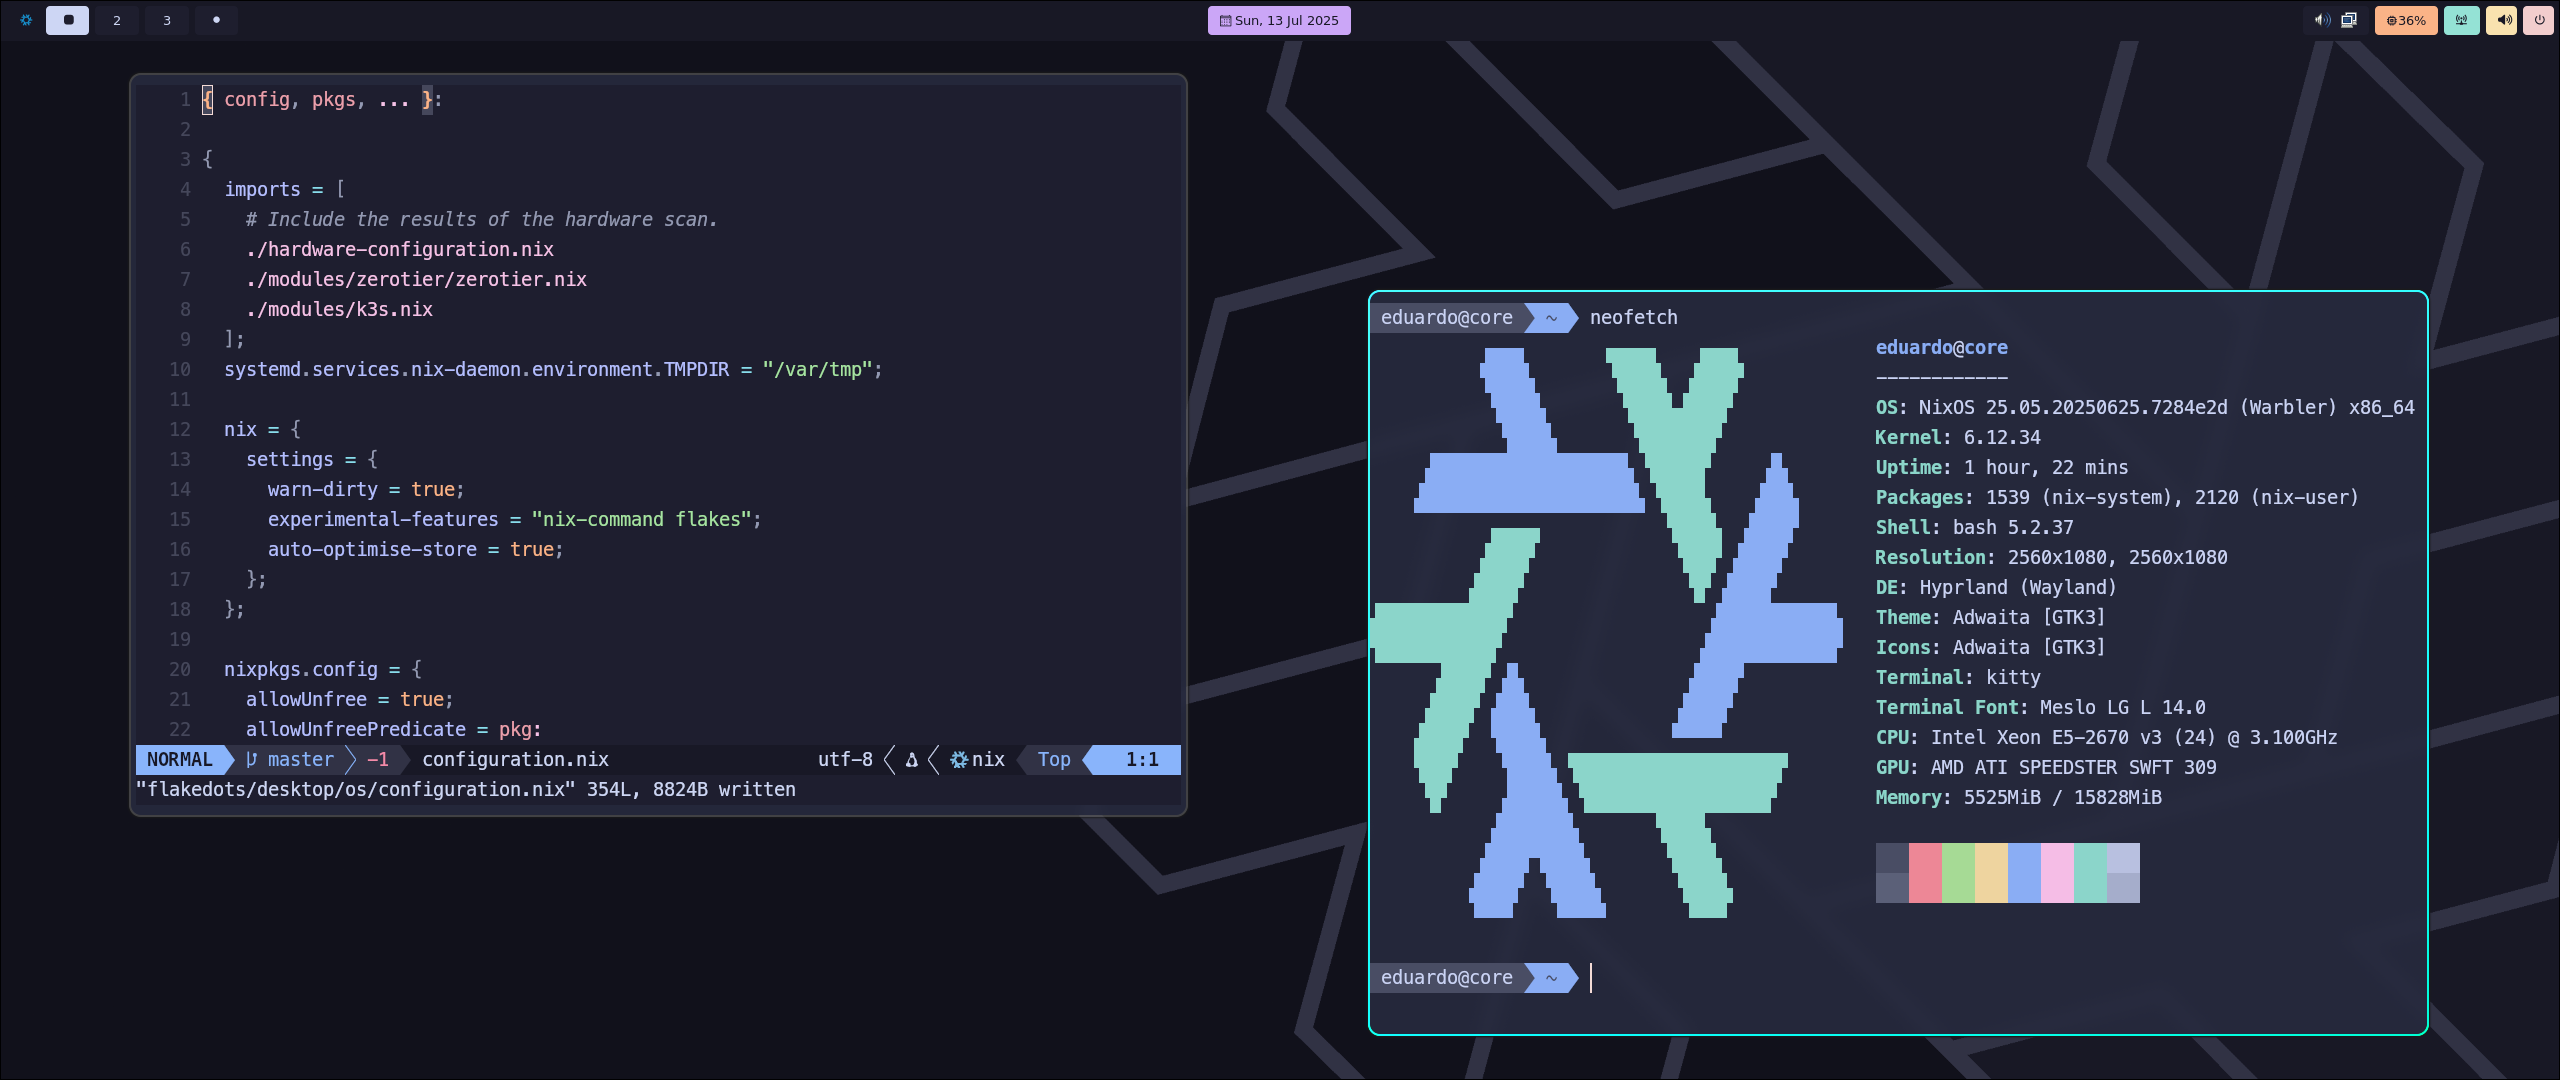 2 3 Sun, 13 Jul 2025 36%
1 { config, pkgs, ... }:
2
3 {
4   imports = [
5     # Include the results of the hardware scan.
6     ./hardware-configuration.nix
7     ./modules/zerotier/zerotier.nix
8     ./modules/k3s.nix
9   ];
10   systemd.services.nix-daemon.environment.TMPDIR = "/var/tmp";
11
12   nix = {
13     settings = {
14       warn-dirty = true;
15       experimental-features = "nix-command flakes";
16       auto-optimise-store = true;
17     };
18   };
19
20   nixpkgs.config = {
21     allowUnfree = true;
22     allowUnfreePredicate = pkg:
NORMAL master -1 configuration.nix utf-8 nix Top 1:1
"flakedots/desktop/os/configuration.nix" 354L, 8824B written
eduardo@core ~ neofetch
eduardo@core
------------
OS: NixOS 25.05.20250625.7284e2d (Warbler) x86_64
Kernel: 6.12.34
Uptime: 1 hour, 22 mins
Packages: 1539 (nix-system), 2120 (nix-user)
Shell: bash 5.2.37
Resolution: 2560x1080, 2560x1080
DE: Hyprland (Wayland)
Theme: Adwaita [GTK3]
Icons: Adwaita [GTK3]
Terminal: kitty
Terminal Font: Meslo LG L 14.0
CPU: Intel Xeon E5-2670 v3 (24) @ 3.100GHz
GPU: AMD ATI SPEEDSTER SWFT 309
Memory: 5525MiB / 15828MiB
eduardo@core ~